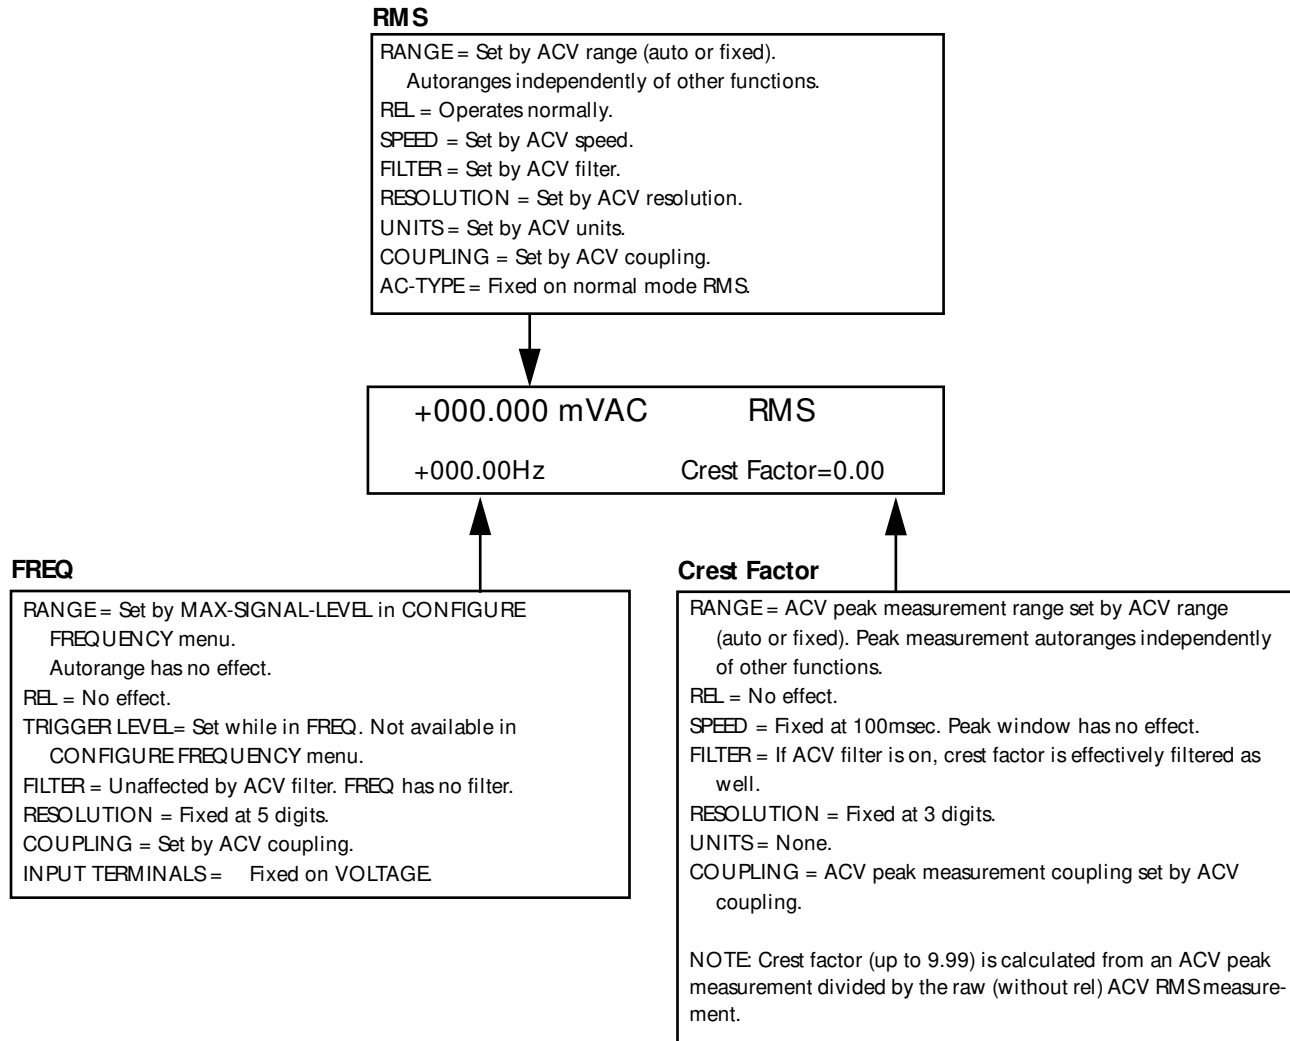 RMS
RANGE = Set by ACV range (auto or fixed).
Autoranges independently of other functions.
REL = Operates normally.
SPEED = Set by ACV speed.
FILTER = Set by ACV filter.
RESOLUTION = Set by ACV resolution.
UNITS = Set by ACV units.
COUPLING = Set by ACV coupling.
AC-TYPE = Fixed on normal mode RMS.
+000.000 mVAC RMS
+000.00Hz Crest Factor=0.00
FREQ
RANGE = Set by MAX-SIGNAL-LEVEL in CONFIGURE
FREQUENCY menu.
Autorange has no effect.
REL = No effect.
TRIGGER LEVEL= Set while in FREQ. Not available in
CONFIGURE FREQUENCY menu.
FILTER = Unaffected by ACV filter. FREQ has no filter.
RESOLUTION = Fixed at 5 digits.
COUPLING = Set by ACV coupling.
INPUT TERMINALS = Fixed on VOLTAGE.
Crest Factor
RANGE = ACV peak measurement range set by ACV range
(auto or fixed). Peak measurement autoranges independently
of other functions.
REL = No effect.
SPEED = Fixed at 100msec. Peak window has no effect.
FILTER = If ACV filter is on, crest factor is effectively filtered as
well.
RESOLUTION = Fixed at 3 digits.
UNITS = None.
COUPLING = ACV peak measurement coupling set by ACV
coupling.
NOTE: Crest factor (up to 9.99) is calculated from an ACV peak
measurement divided by the raw (without rel) ACV RMS measure-
ment.